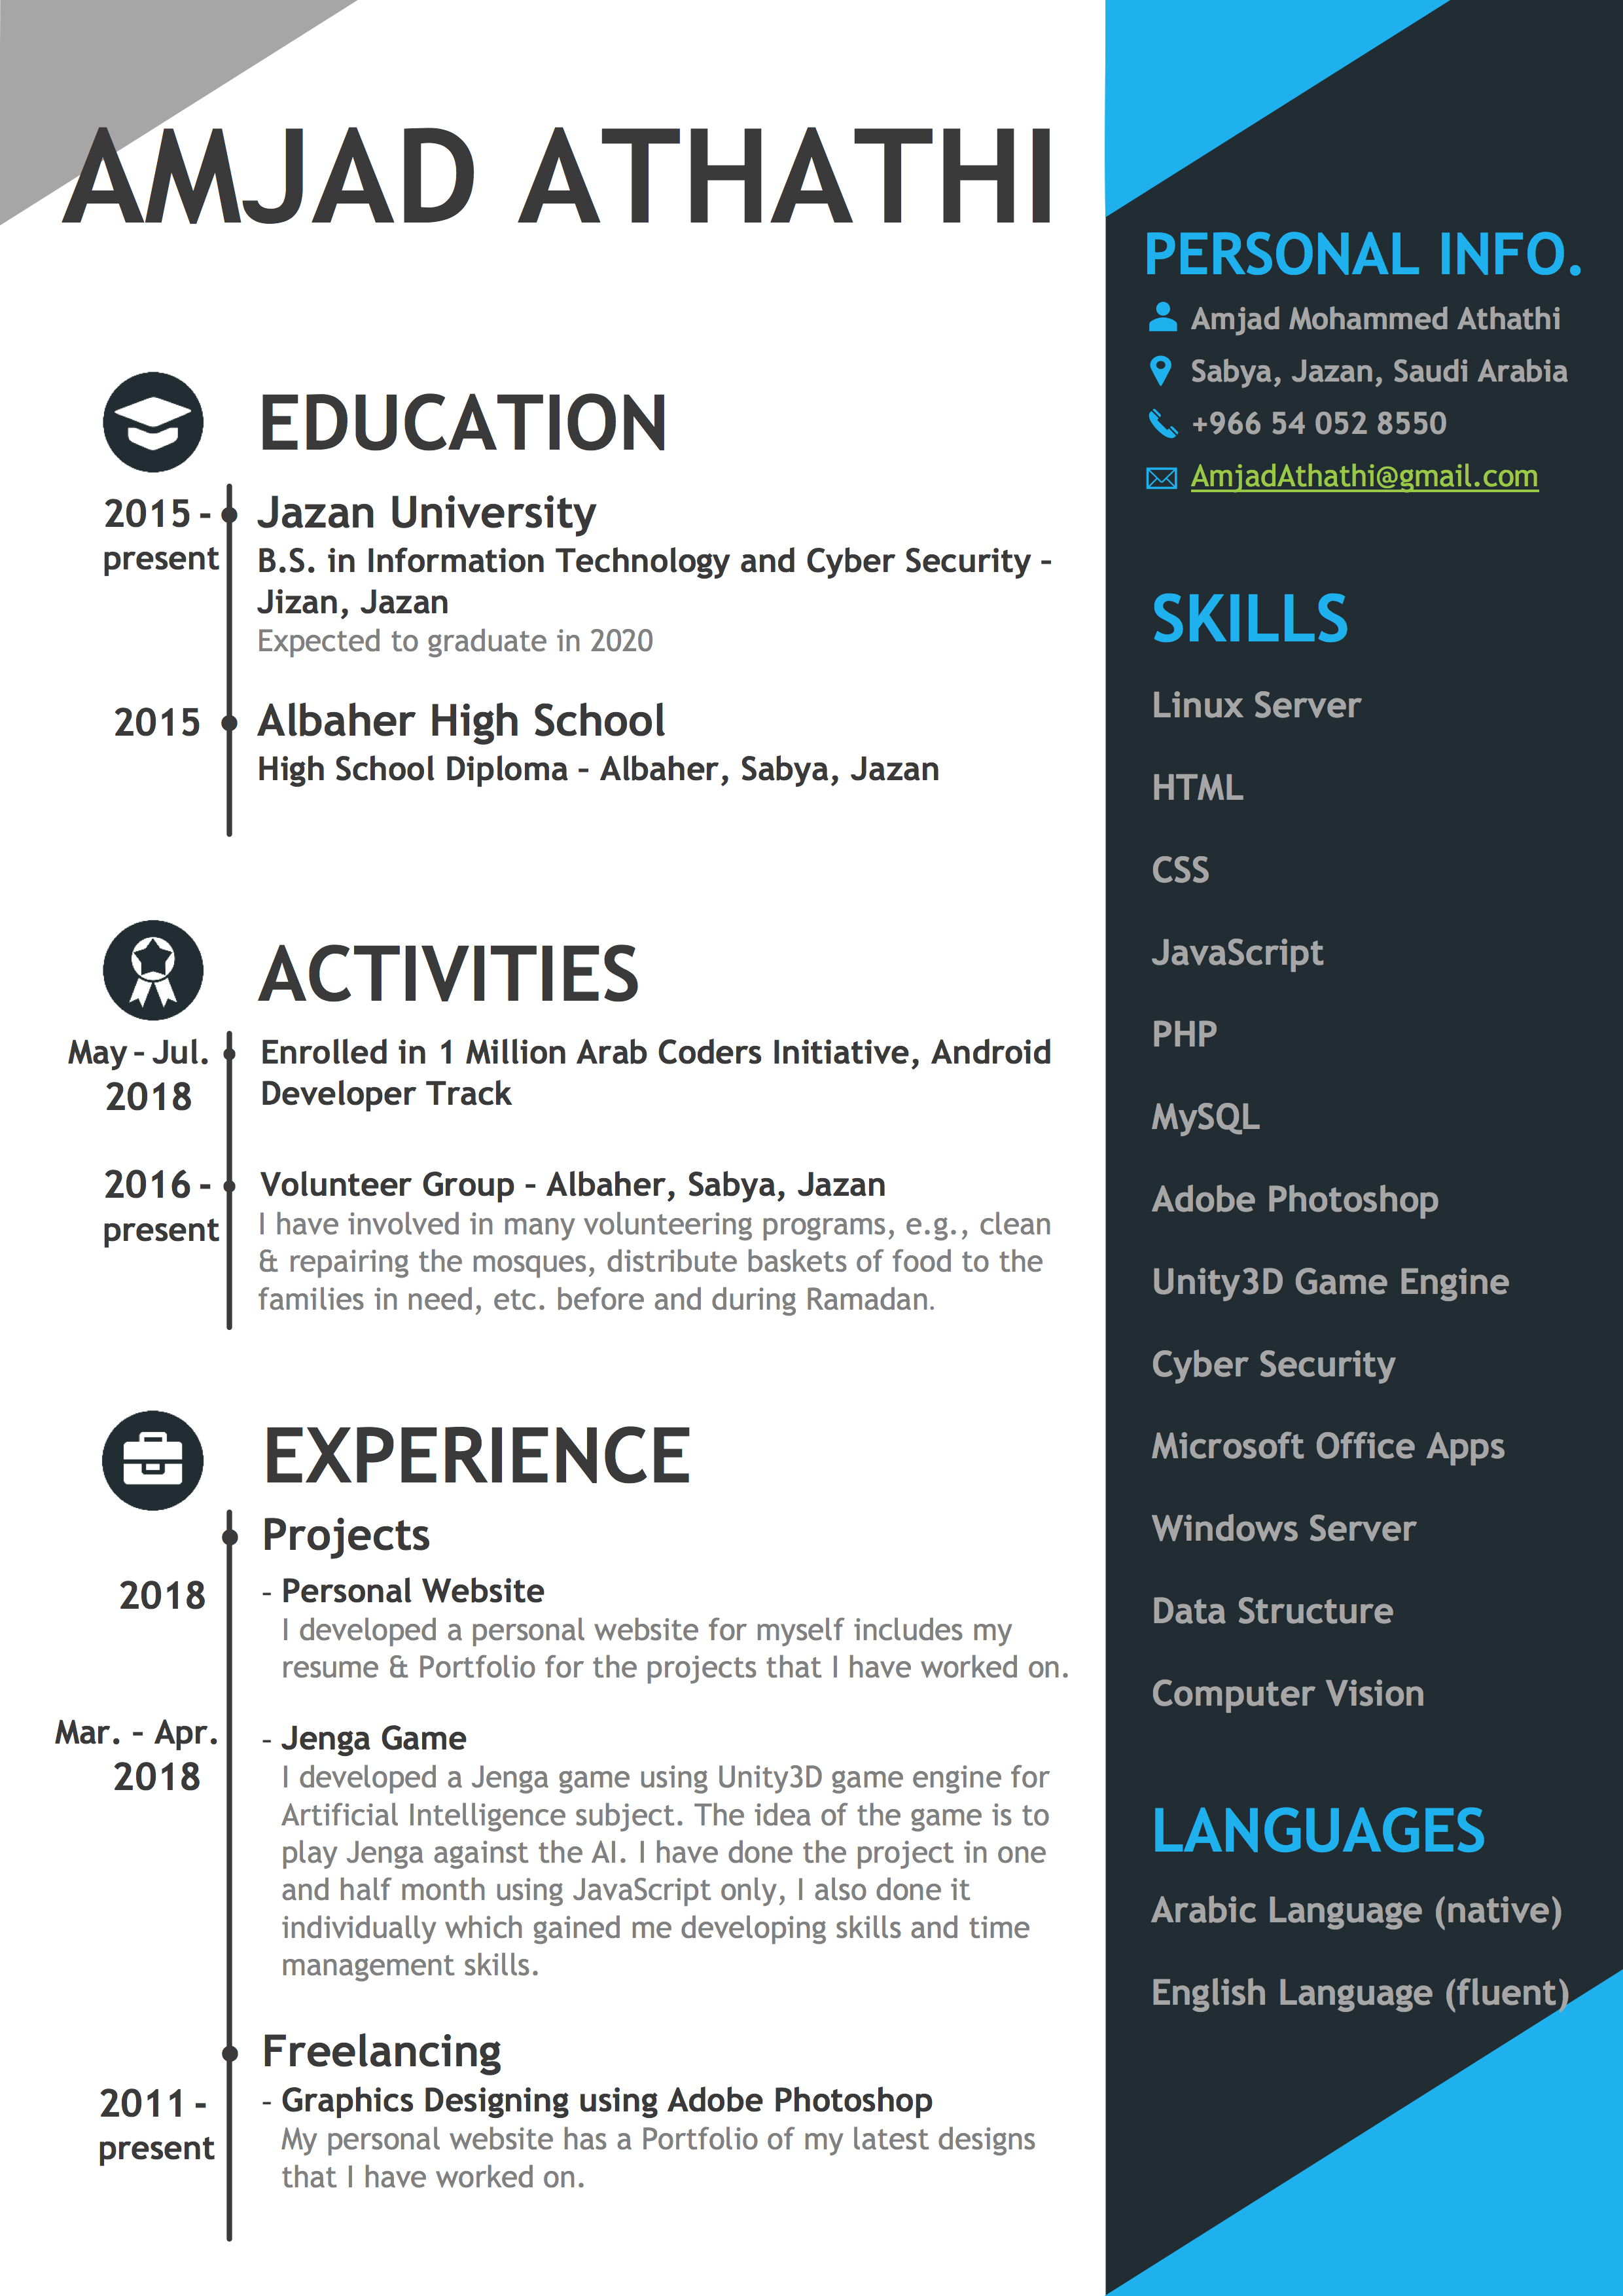 AMJAD ATHATHI
EDUCATION
2015 -
present
Jazan University
B.S. in Information Technology and Cyber Security –
Jizan, Jazan
Expected to graduate in 2020
2015
Albaher High School
High School Diploma – Albaher, Sabya, Jazan
ACTIVITIES
May – Jul.
2018
Enrolled in 1 Million Arab Coders Initiative, Android
Developer Track
2016 -
present
Volunteer Group – Albaher, Sabya, Jazan
I have involved in many volunteering programs, e.g., clean
& repairing the mosques, distribute baskets of food to the
families in need, etc. before and during Ramadan.
EXPERIENCE
Projects
2018
- Personal Website
I developed a personal website for myself includes my
resume & Portfolio for the projects that I have worked on.
Mar. – Apr.
2018
- Jenga Game
I developed a Jenga game using Unity3D game engine for
Artificial Intelligence subject. The idea of the game is to
play Jenga against the AI. I have done the project in one
and half month using JavaScript only, I also done it
individually which gained me developing skills and time
management skills.
Freelancing
2011 -
present
- Graphics Designing using Adobe Photoshop
My personal website has a Portfolio of my latest designs
that I have worked on.
PERSONAL INFO.
Amjad Mohammed Athathi
Sabya, Jazan, Saudi Arabia
+966 54 052 8550
AmjadAthathi@gmail.com
SKILLS
Linux Server
HTML
CSS
JavaScript
PHP
MySQL
Adobe Photoshop
Unity3D Game Engine
Cyber Security
Microsoft Office Apps
Windows Server
Data Structure
Computer Vision
LANGUAGES
Arabic Language (native)
English Language (fluent)